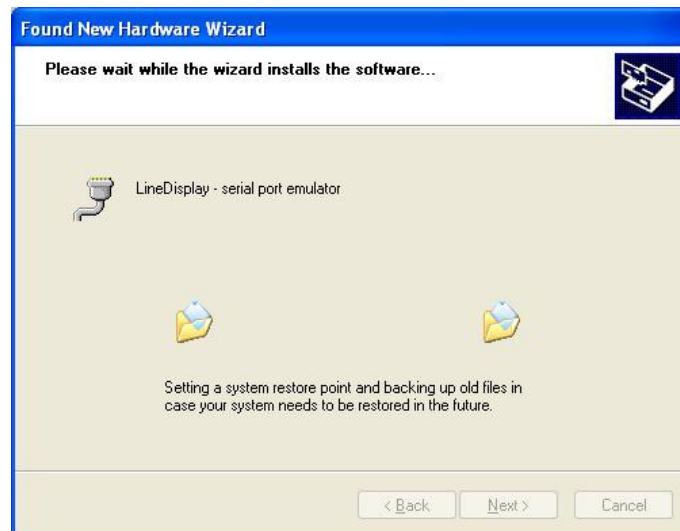 Found New Hardware Wizard
Please wait while the wizard installs the software...
LineDisplay - serial port emulator
Setting a system restore point and backing up old files in
case your system needs to be restored in the future.
< Back Next > Cancel